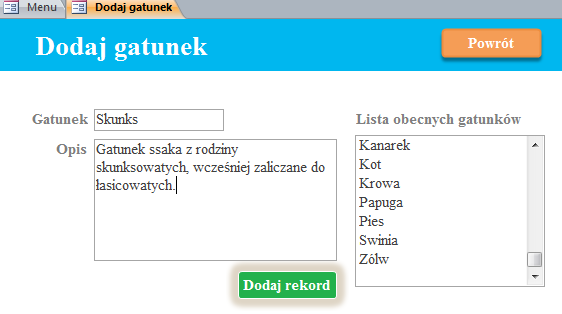 Menu
Dodaj gatunek
Dodaj gatunek
Powrót
Gatunek
Skunks
Opis
Gatunek ssaka z rodziny
skunksowatych, wcześniej zaliczane do
łasicowatych.
Dodaj rekord
Lista obecnych gatunków
Kanarek
Kot
Krowa
Papuga
Pies
Swinia
Zólw